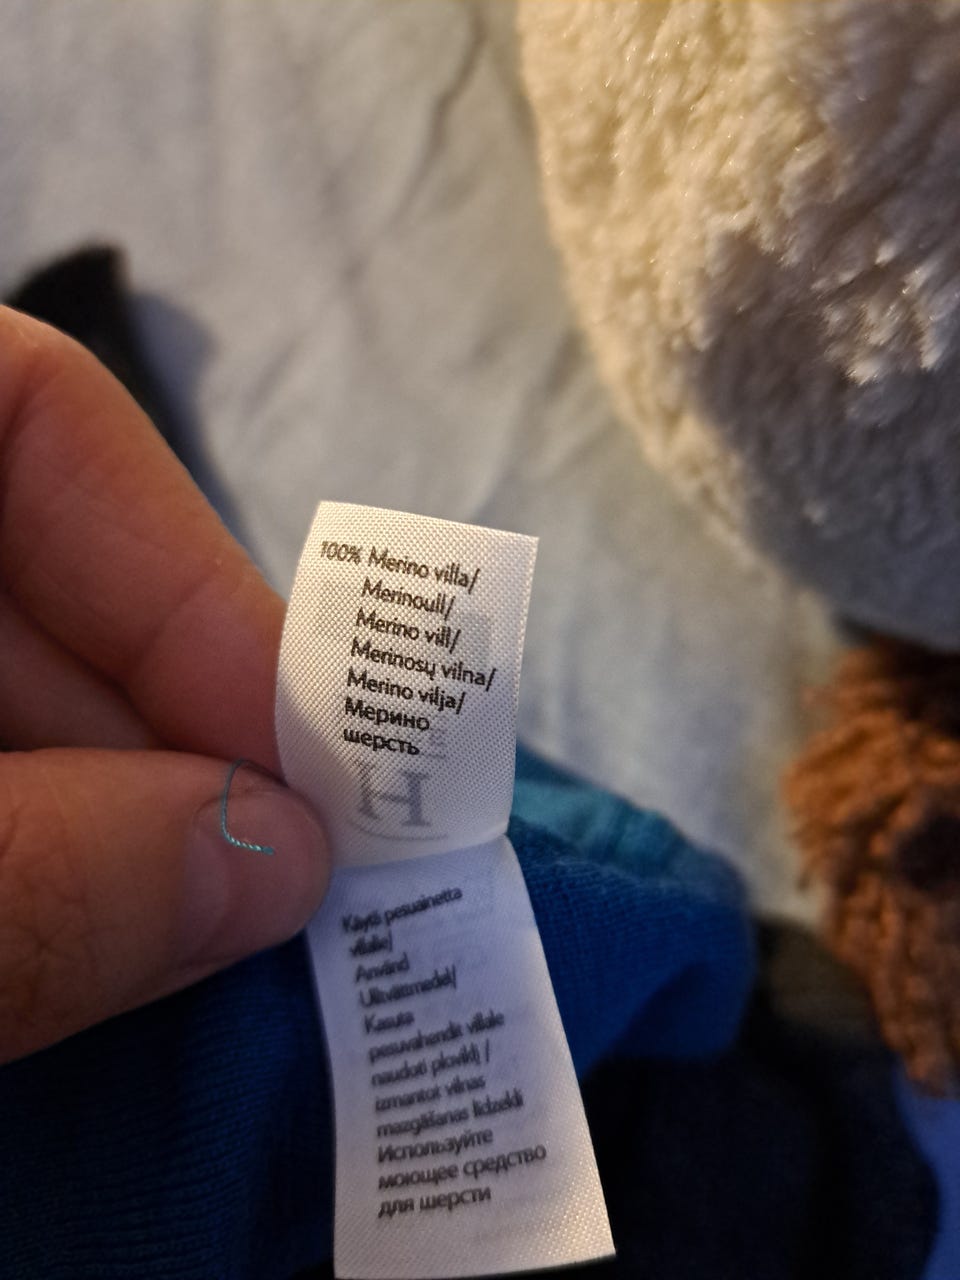 100% Merino villa/
Merinoull/
Merino vill/
Merinosų vilna/
Merino vilja/
Мерино
шерсть
H
Käytä pesuainetta
villalle/
Använd
Ulltvättmedel/
Kasuta
pesuvahendit villale
naudoti ploviklį /
izmantot vilnas
mazgāšanas līdzekli
Используйте
моющее средство
для шерсти